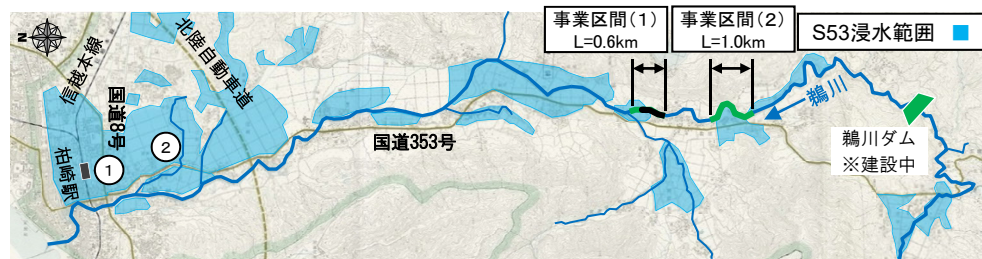 N
信越本線
国道8号
北陸自動車道
柏崎駅
①
②
国道353号
事業区間(1)
L=0.6km
事業区間(2)
L=1.0km
S53浸水範囲
鵜川
鵜川ダム
※建設中